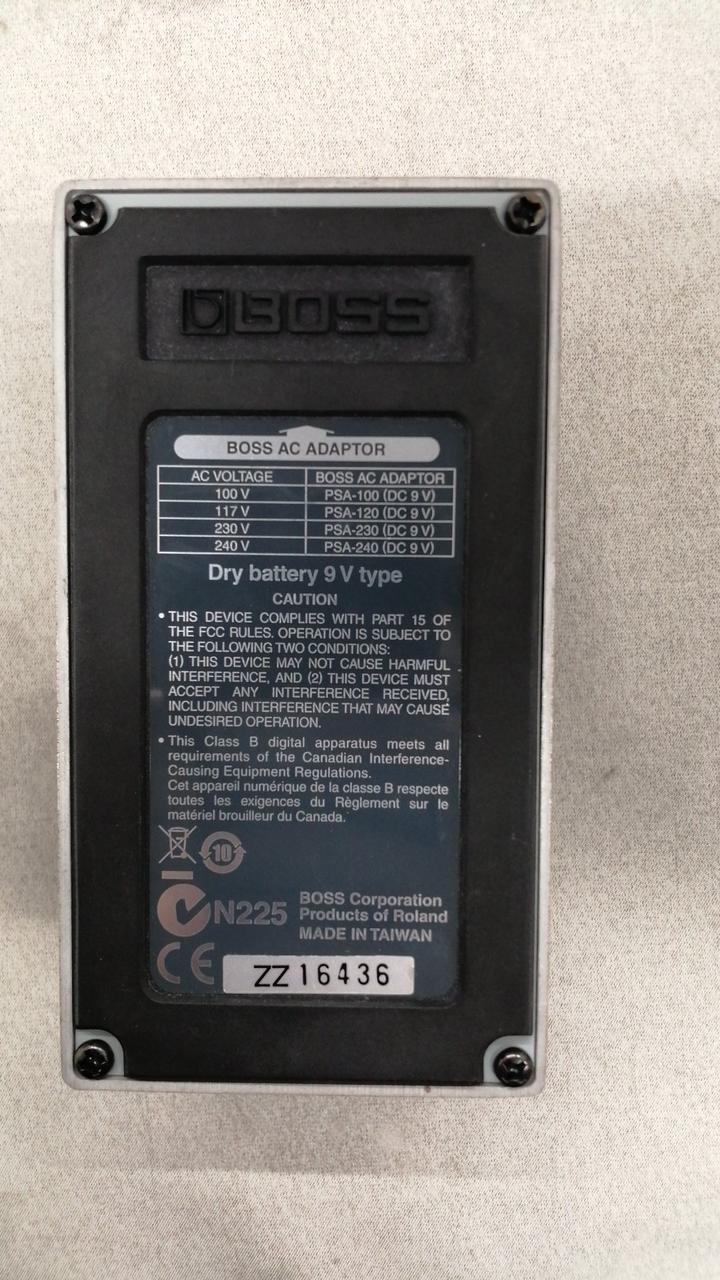 BOSS
BOSS AC ADAPTOR
AC VOLTAGE BOSS AC ADAPTOR
100 V PSA-100 (DC 9 V)
117 V PSA-120 (DC 9 V)
230 V PSA-230 (DC 9 V)
240 V PSA-240 (DC 9 V)
Dry battery 9 V type
CAUTION
• THIS DEVICE COMPLIES WITH PART 15 OF
THE FCC RULES. OPERATION IS SUBJECT TO
THE FOLLOWING TWO CONDITIONS:
(1) THIS DEVICE MAY NOT CAUSE HARMFUL
INTERFERENCE, AND (2) THIS DEVICE MUST
ACCEPT ANY INTERFERENCE RECEIVED,
INCLUDING INTERFERENCE THAT MAY CAUSE
UNDESIRED OPERATION.
• This Class B digital apparatus meets all
requirements of the Canadian Interference-
Causing Equipment Regulations.
Cet appareil numérique de la classe B respecte
toutes les exigences du Règlement sur le
matériel brouilleur du Canada.
10
N225
BOSS Corporation
Products of Roland
MADE IN TAIWAN
CE
ZZ 16436